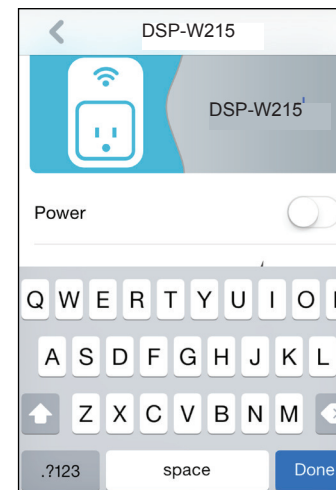 DSP-W215
DSP-W215
Power
Q W E R T Y U I O
A S D F G H J K L
Z X C V B N M
.?123 space Done